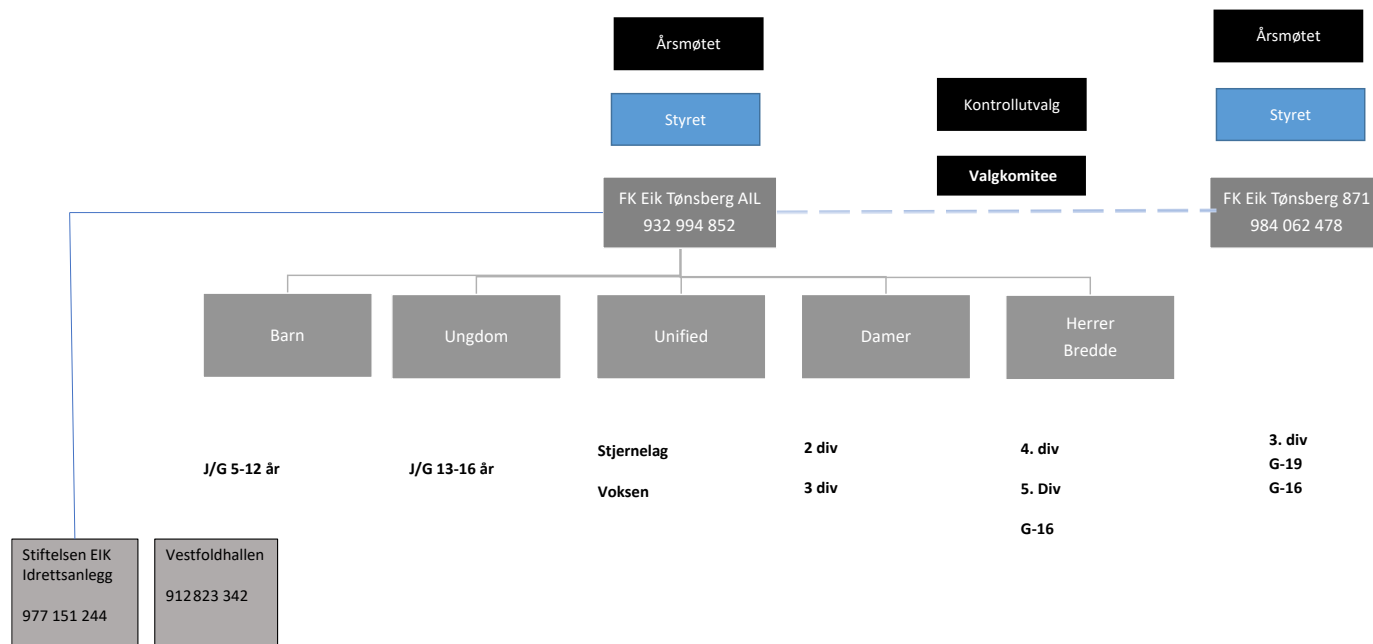 Årsmøtet
Årsmøtet
Styret
Kontrollutvalg
Styret
Valgkomitee
FK Eik Tønsberg AIL
932 994 852
FK Eik Tønsberg 871
984 062 478
Barn
Ungdom
Unified
Damer
Herrer
Bredde
J/G 5-12 år
J/G 13-16 år
Stjernelag
Voksen
2 div
3 div
4. div
5. Div
G-16
3. div
G-19
G-16
Stiftelsen EIK
Idrettsanlegg
977 151 244
Vestfoldhallen
912 823 342